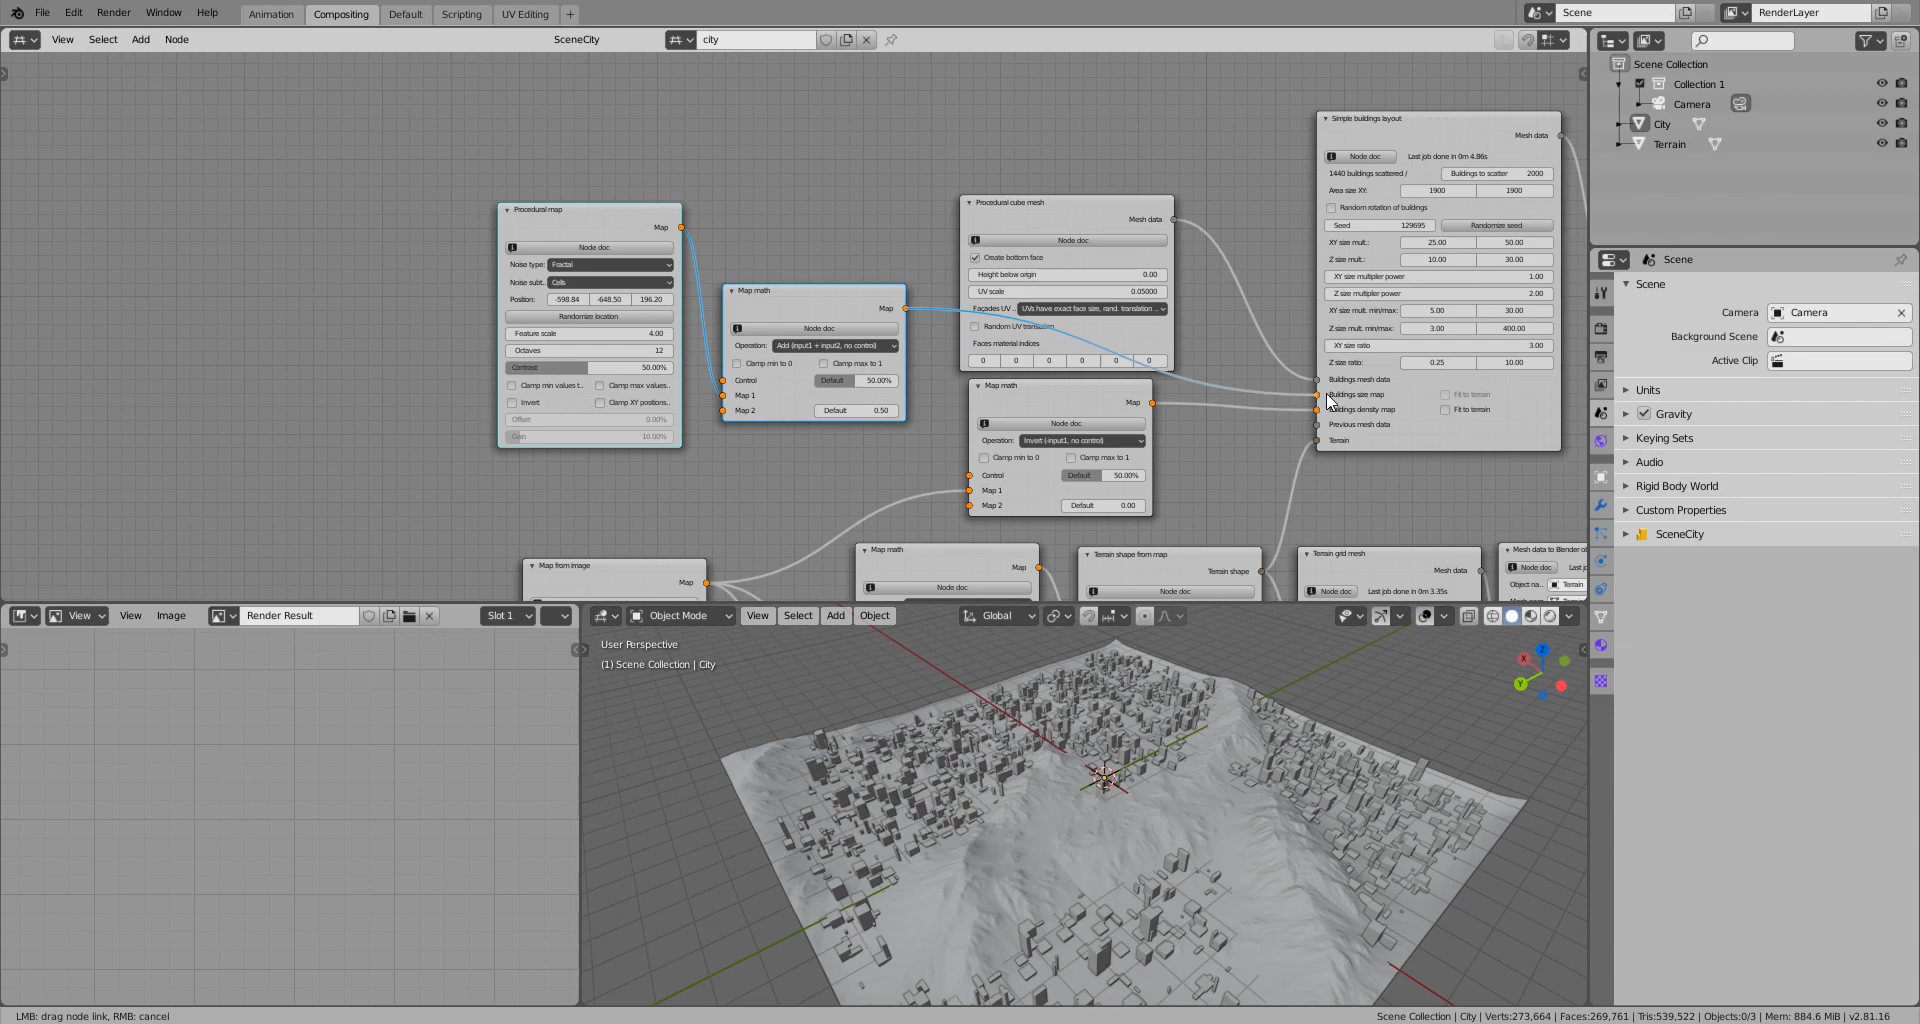 File Edit Render Window Help Animation Compositing Default Scripting UV Editing + Scene RenderLayer
View Select Add Node SceneCity city
Scene Collection
Collection 1
Camera
City
Terrain
Procedural map
Map
Node doc
Noise type: Fractal
Noise subt.. Cells
Position: -598.84 -648.50 196.20
Randomize location
Feature scale 4.00
Octaves 12
Contrast 50.00%
Clamp min values t.. Clamp max values..
Invert Clamp XY positions..
Offset 0.00%
Gain 10.00%
Map math
Map
Node doc
Operation: Add (input1 + input2, no control)
Clamp min to 0 Clamp max to 1
Control Default 50.00%
Map 1
Map 2 Default 0.50
Procedural cube mesh
Mesh data
Node doc
Create bottom face
Height below origin 0.00
UV scale 0.05000
Façades UV .. UVs have exact face size, rand. translation ..
Random UV translation
Faces material indices
0 0 0 0 0 0
Map math
Map
Node doc
Operation: Invert (-input1, no control)
Clamp min to 0 Clamp max to 1
Control Default 50.00%
Map 1
Map 2 Default 0.00
Simple buildings layout
Mesh data
Node doc Last job done in 0m 4.86s
1440 buildings scattered / Buildings to scatter 2000
Area size XY: 1900 1900
Random rotation of buildings
Seed 129695 Randomize seed
XY size mult.: 25.00 50.00
Z size mult.: 10.00 30.00
XY size multiplier power 1.00
Z size multiplier power 2.00
XY size mult. min/max: 5.00 30.00
Z size mult. min/max: 3.00 400.00
XY size ratio 3.00
Z size ratio: 0.25 10.00
Buildings mesh data
Buildings size map Fit to terrain
Buildings density map Fit to terrain
Previous mesh data
Terrain
Map from image
Map
Map math
Map
Node doc
Terrain shape from map
Terrain shape
Node doc
Terrain grid mesh
Mesh data
Node doc Last job done in 0m 3.35s
Mesh data to Blender o
Node doc Last j
Object na.. Terrain
Scene
Scene
Camera Camera
Background Scene
Active Clip
Units
Gravity
Keying Sets
Audio
Rigid Body World
Custom Properties
SceneCity
View View Image Render Result Slot 1
Object Mode View Select Add Object Global
User Perspective
(1) Scene Collection | City
X Z Y
LMB: drag node link, RMB: cancel Scene Collection | City | Verts:273,664 | Faces:269,761 | Tris:539,522 | Objects:0/3 | Mem: 884.6 MiB | v2.81.16